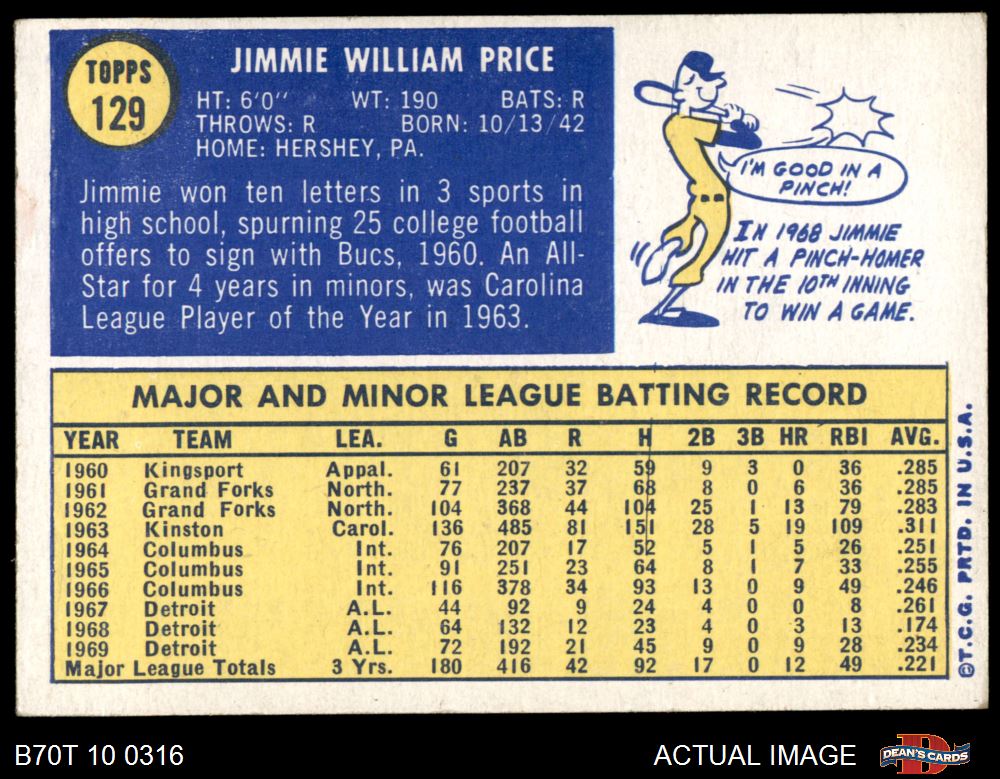 TOPPS
129
JIMMIE WILLIAM PRICE
HT: 6'0" WT: 190 BATS: R
THROWS: R BORN: 10/13/42
HOME: HERSHEY, PA.
Jimmie won ten letters in 3 sports in
high school, spurning 25 college football
offers to sign with Bucs, 1960. An All-
Star for 4 years in minors, was Carolina
League Player of the Year in 1963.
I'M GOOD IN A
PINCH!
IN 1968 JIMMIE
HIT A PINCH-HOMER
IN THE 10TH INNING
TO WIN A GAME.
MAJOR AND MINOR LEAGUE BATTING RECORD
YEAR TEAM LEA. G AB R H 2B 3B HR RBI AVG.
1960 Kingsport Appal. 61 207 32 59 9 3 0 36 .285
1961 Grand Forks North. 77 237 37 68 8 0 6 36 .285
1962 Grand Forks North. 104 368 44 104 25 1 13 79 .283
1963 Kinston Carol. 136 485 81 151 28 5 19 109 .311
1964 Columbus Int. 76 207 17 52 5 1 5 26 .251
1965 Columbus Int. 91 251 23 64 8 1 7 33 .255
1966 Columbus Int. 116 378 34 93 13 0 9 49 .246
1967 Detroit A.L. 44 92 9 24 4 0 0 8 .261
1968 Detroit A.L. 64 132 12 23 4 0 3 13 .174
1969 Detroit A.L. 72 192 21 45 9 0 9 28 .234
Major League Totals 3 Yrs. 180 416 42 92 17 0 12 49 .221
©T.C.G. PRTD. IN U.S.A.
B70T 10 0316
ACTUAL IMAGE
D
DEAN'S CARDS